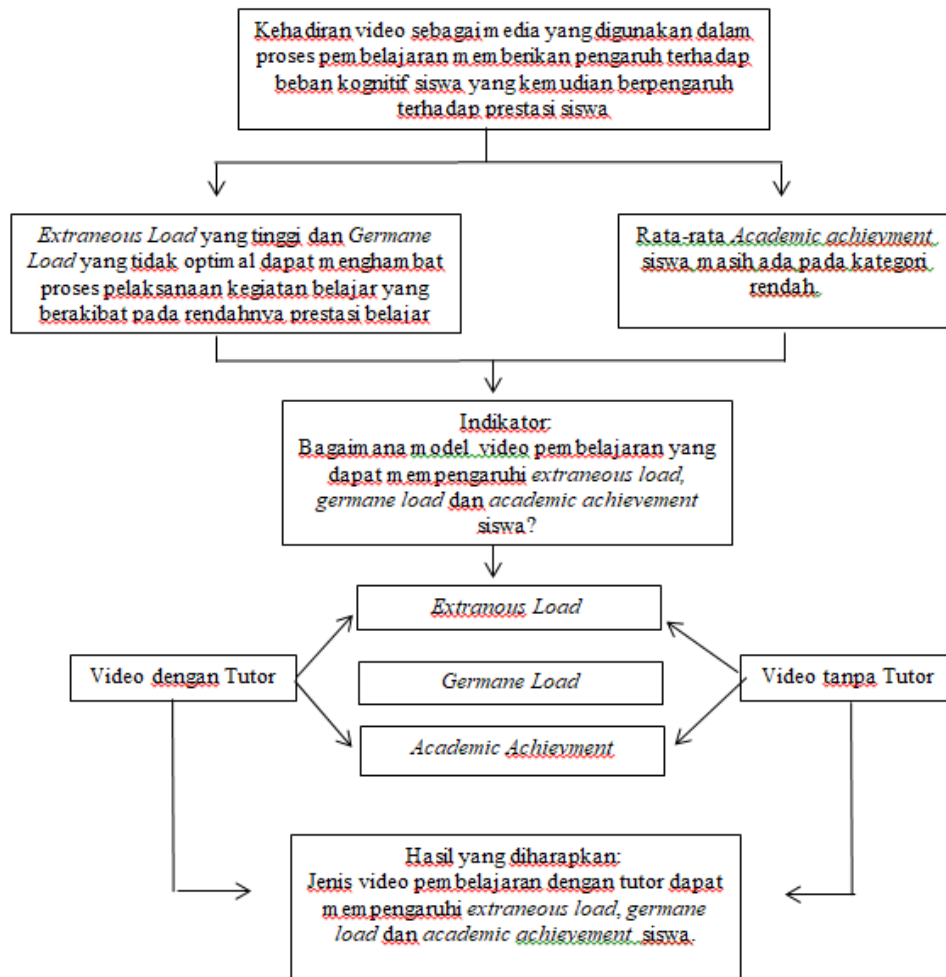 Kehadiran video sebagai media yang digunakan dalam
proses pembelajaran memberikan pengaruh terhadap
beban kognitif siswa yang kemudian berpengaruh
terhadap prestasi siswa
Extraneous Load yang tinggi dan Germane
Load yang tidak optimal dapat menghambat
proses pelaksanaan kegiatan belajar yang
berakibat pada rendahnya prestasi belajar
Rata-rata Academic achievment
siswa masih ada pada kategori
rendah.
Indikator:
Bagaimana model video pembelajaran yang
dapat mempengaruhi extraneous load,
germane load dan academic achievement
siswa?
Extranous Load
Video dengan Tutor
Germane Load
Video tanpa Tutor
Academic Achievment
Hasil yang diharapkan:
Jenis video pembelajaran dengan tutor dapat
mempengaruhi extraneous load, germane
load dan academic achievement siswa.